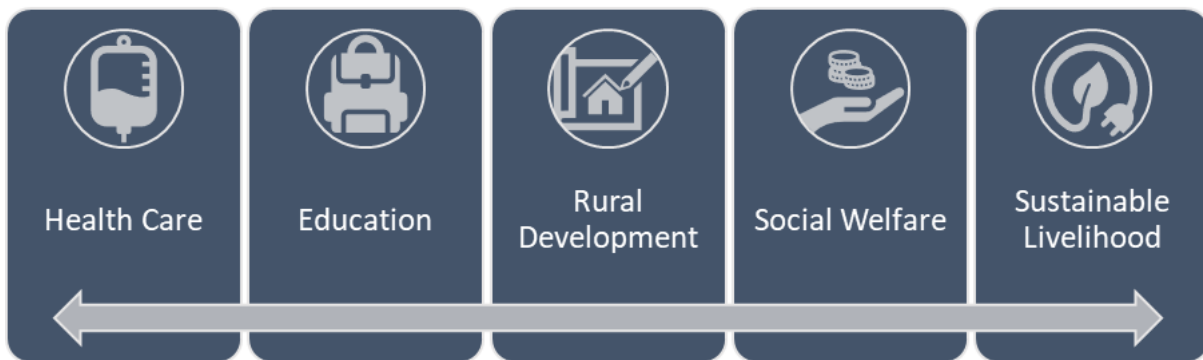 Health Care
Education
Rural
Development
Social Welfare
Sustainable
Livelihood